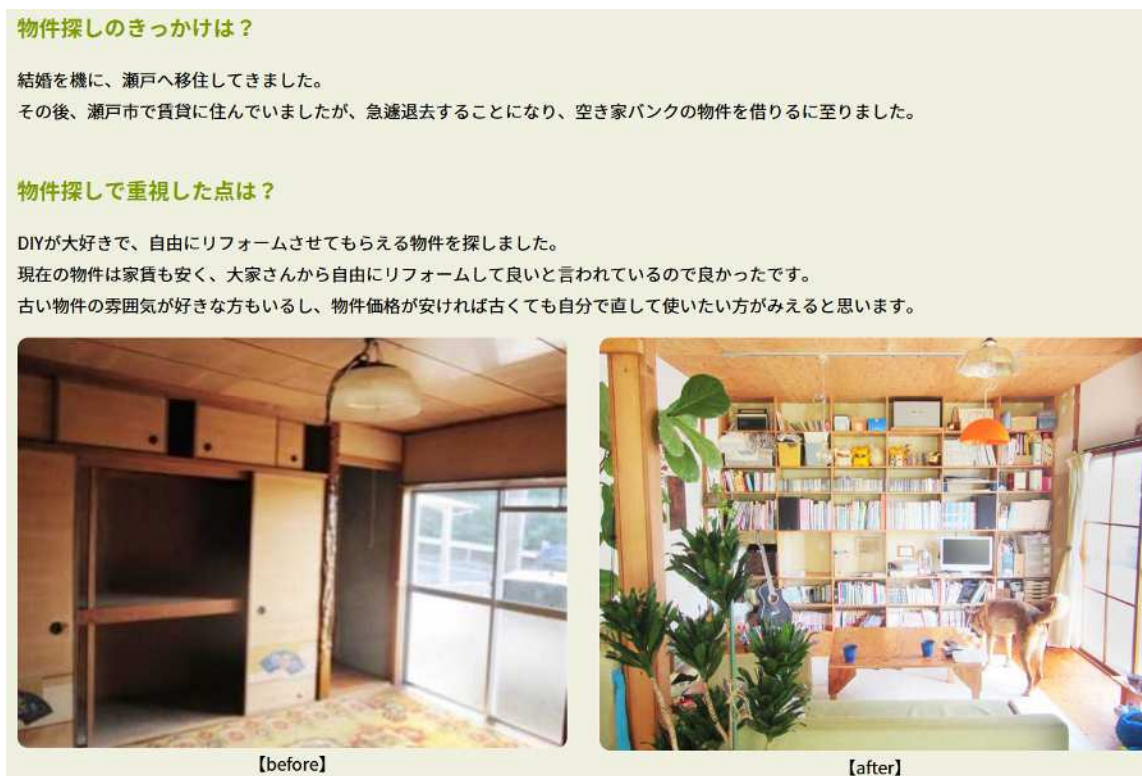 物件探しのきっかけは？
結婚を機に、瀬戸へ移住してきました。
その後、瀬戸市で賃貸に住んでいましたが、急遽退去することになり、空き家バンクの物件を借りるに至りました。
物件探しで重視した点は？
DIYが大好きで、自由にリフォームさせてもらえる物件を探しました。
現在の物件は家賃も安く、大家さんから自由にリフォームして良いと言われているので良かったです。
古い物件の雰囲気が好きな方もいるし、物件価格が安ければ古くても自分で直して使いたい方がみえると思います。
【before】
【after】